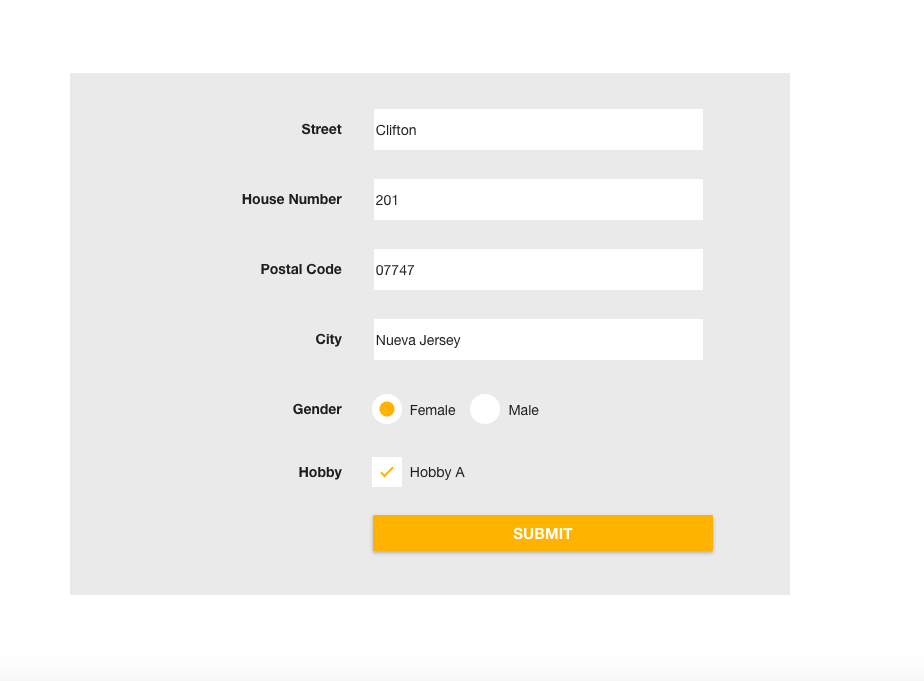 Street Clifton
House Number 201
Postal Code 07747
City Nueva Jersey
Gender Female Male
Hobby Hobby A
SUBMIT